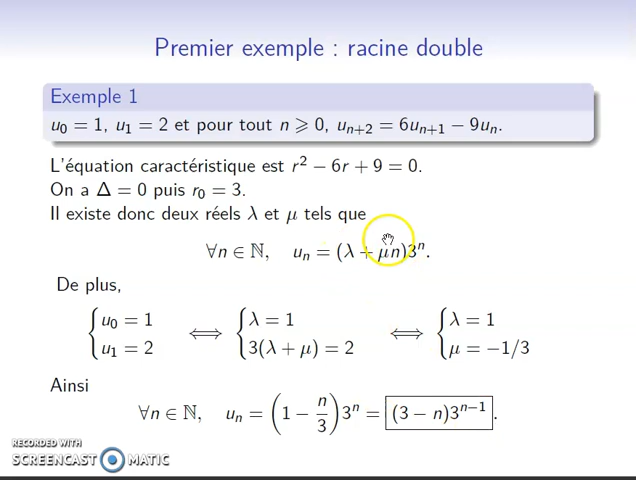 Premier exemple : racine double
Exemple 1
u₀ = 1, u₁ = 2 et pour tout n ⩾ 0, uₙ₊₂ = 6uₙ₊₁ − 9uₙ.
L'équation caractéristique est r² − 6r + 9 = 0.
On a Δ = 0 puis r₀ = 3.
Il existe donc deux réels λ et μ tels que
∀n ∈ ℕ, uₙ = (λ + μn)3ⁿ.
De plus,
{ u₀ = 1 u₁ = 2 ⟺ { λ = 1 3(λ + μ) = 2 ⟺ { λ = 1 μ = −1/3
Ainsi
∀n ∈ ℕ, uₙ = (1 − n/3) 3ⁿ = (3 − n)3ⁿ⁻¹.
RECORDED WITH
SCREENCAST MATIC